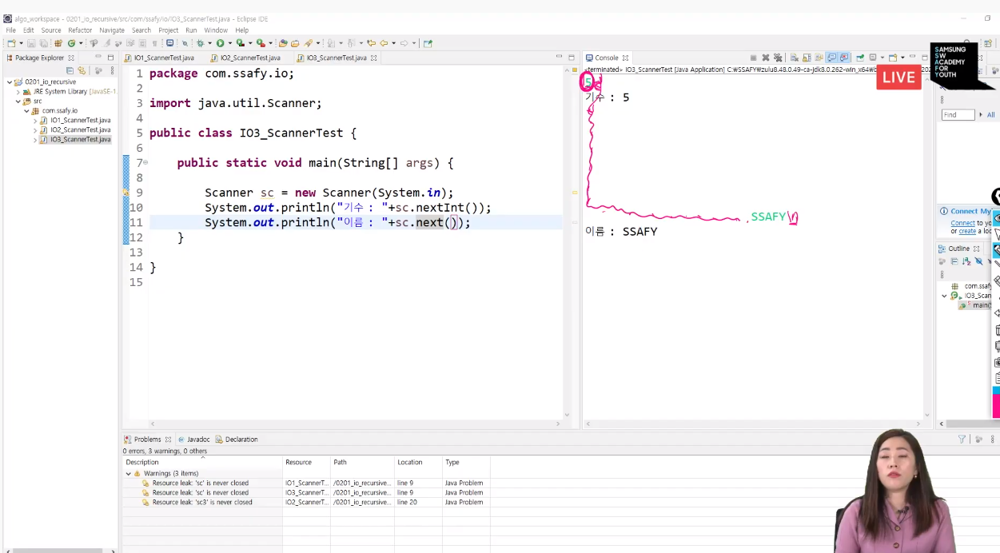 algo_workspace - 0201_io_recursive/src/com/ssafy/io/IO3_ScannerTest.java - Eclipse IDE
File Edit Source Refactor Navigate Search Project Run Window Help
Package Explorer
IO1_ScannerTest.java IO2_ScannerTest.java IO3_ScannerTest.java
Console
SAMSUNG
SW
ACADEMY
FOR
YOUTH
LIVE
0201_io_recursive
JRE System Library [JavaSE-1.
src
com.ssafy.io
IO1_ScannerTest.java
IO2_ScannerTest.java
IO3_ScannerTest.java
1 package com.ssafy.io;
2
3 import java.util.Scanner;
4
5 public class IO3_ScannerTest {
6
7 public static void main(String[] args) {
8
9 Scanner sc = new Scanner(System.in);
10 System.out.println("기수 : "+sc.nextInt());
11 System.out.println("이름 : "+sc.next());
12 }
13
14 }
15
<terminated> IO3_ScannerTest [Java Application] C:₩SSAFY₩zulu8.48.0.49-ca-jdk8.0.262-win_x64₩b
5
기수 : 5
SSAFY\n
이름 : SSAFY
Find All
Connect My
Connect to
or create a loc
Outline
com.ssafy
IO3_Scan
main(S
Problems Javadoc Declaration
0 errors, 3 warnings, 0 others
Description Resource Path Location Type
Warnings (3 items)
Resource leak: 'sc' is never closed IO1_ScannerT... /0201_io_recursive... line 9 Java Problem
Resource leak: 'sc' is never closed IO3_ScannerT... /0201_io_recursive... line 9 Java Problem
Resource leak: 'sc3' is never closed IO2_ScannerT... /0201_io_recursive... line 20 Java Problem